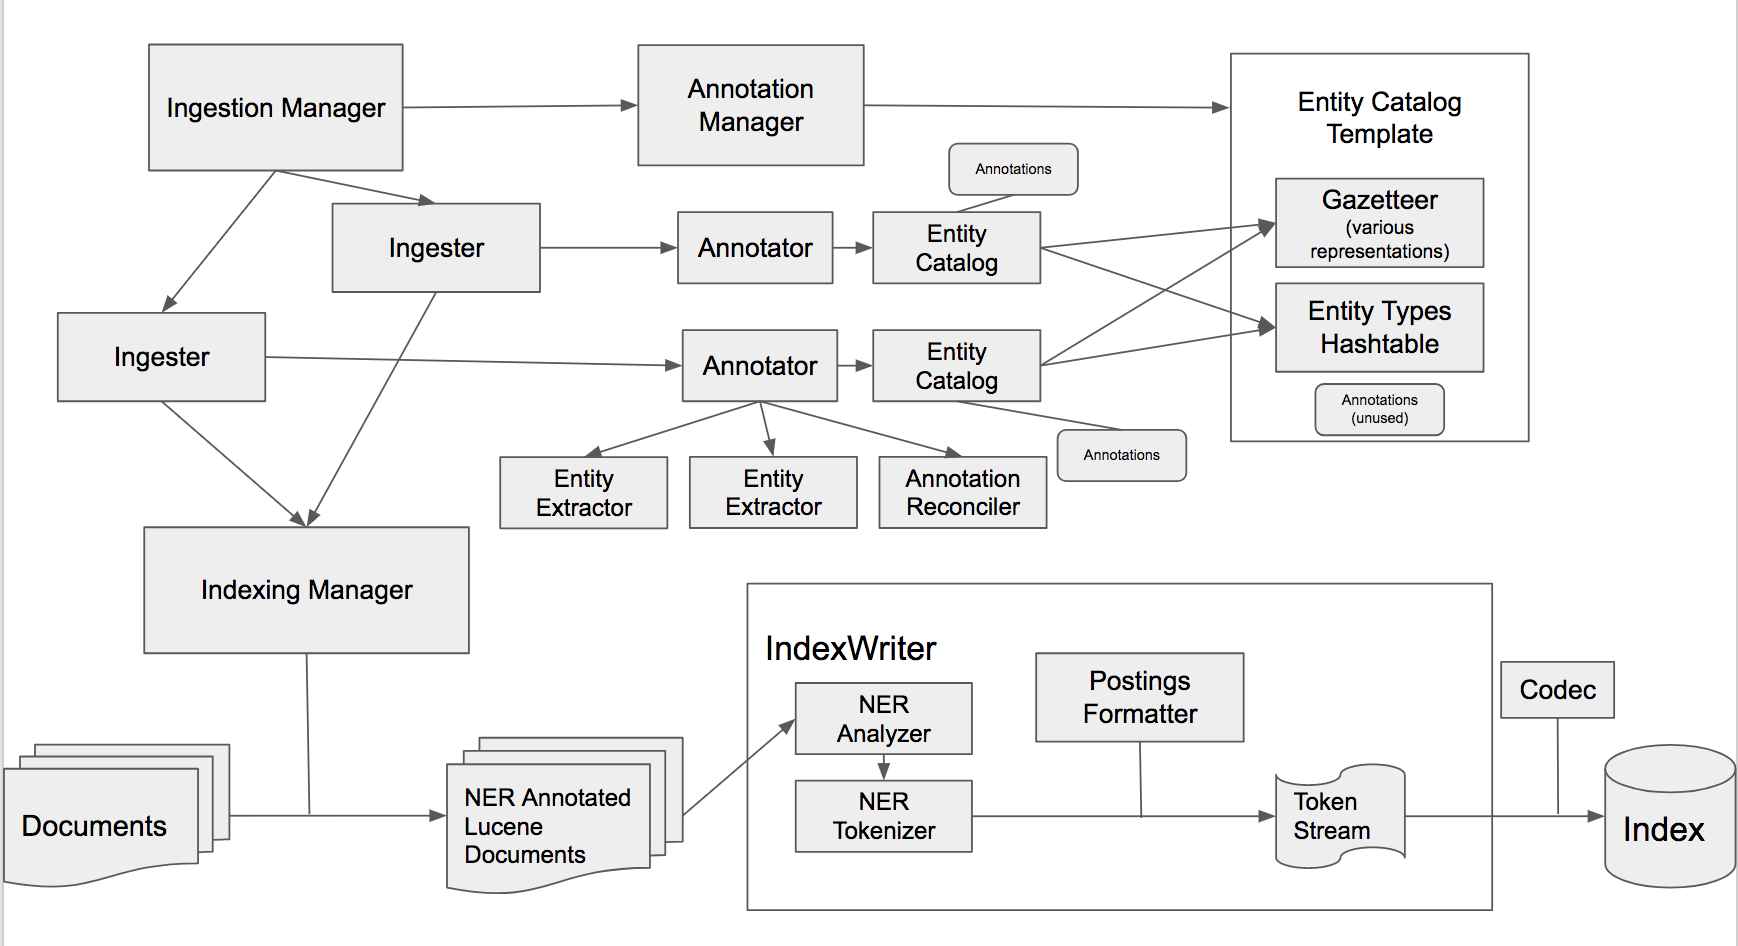 Ingestion Manager
Annotation
Manager
Entity Catalog
Template
Annotations
Gazetteer
(various
representations)
Ingester
Annotator
Entity
Catalog
Entity Types
Hashtable
Ingester
Annotator
Entity
Catalog
Annotations
(unused)
Annotations
Entity
Extractor
Entity
Extractor
Annotation
Reconciler
Indexing Manager
IndexWriter
NER
Analyzer
Postings
Formatter
Codec
Documents
NER Annotated
Lucene
Documents
NER
Tokenizer
Token
Stream
Index